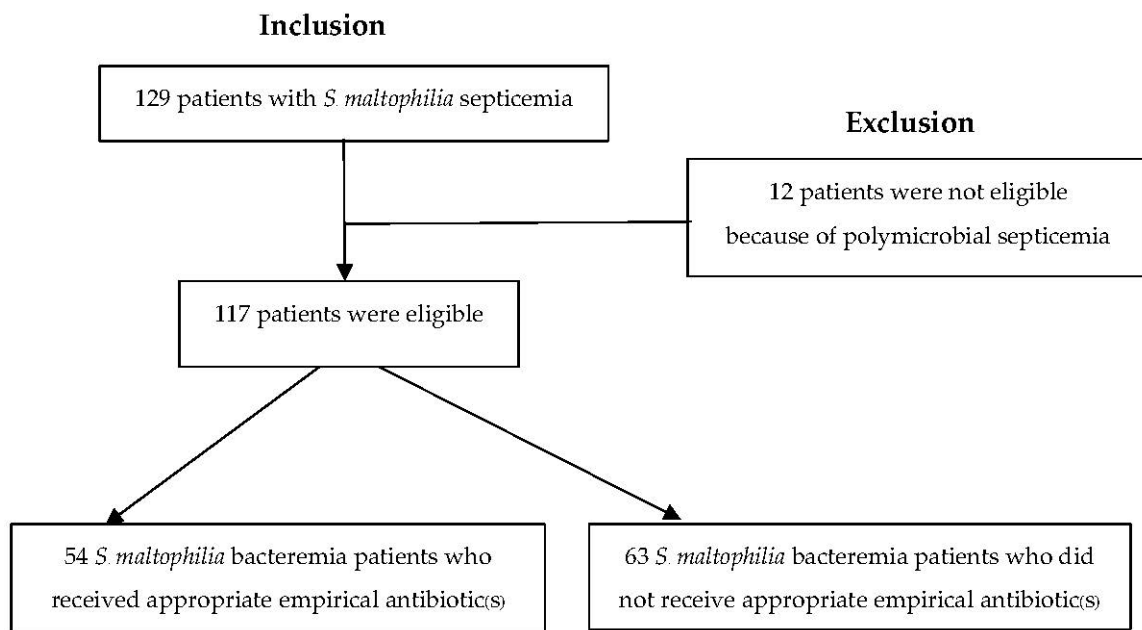 Inclusion
129 patients with S. maltophilia septicemia
Exclusion
12 patients were not eligible
because of polymicrobial septicemia
117 patients were eligible
54 S. maltophilia bacteremia patients who
received appropriate empirical antibiotic(s)
63 S. maltophilia bacteremia patients who did
not receive appropriate empirical antibiotic(s)